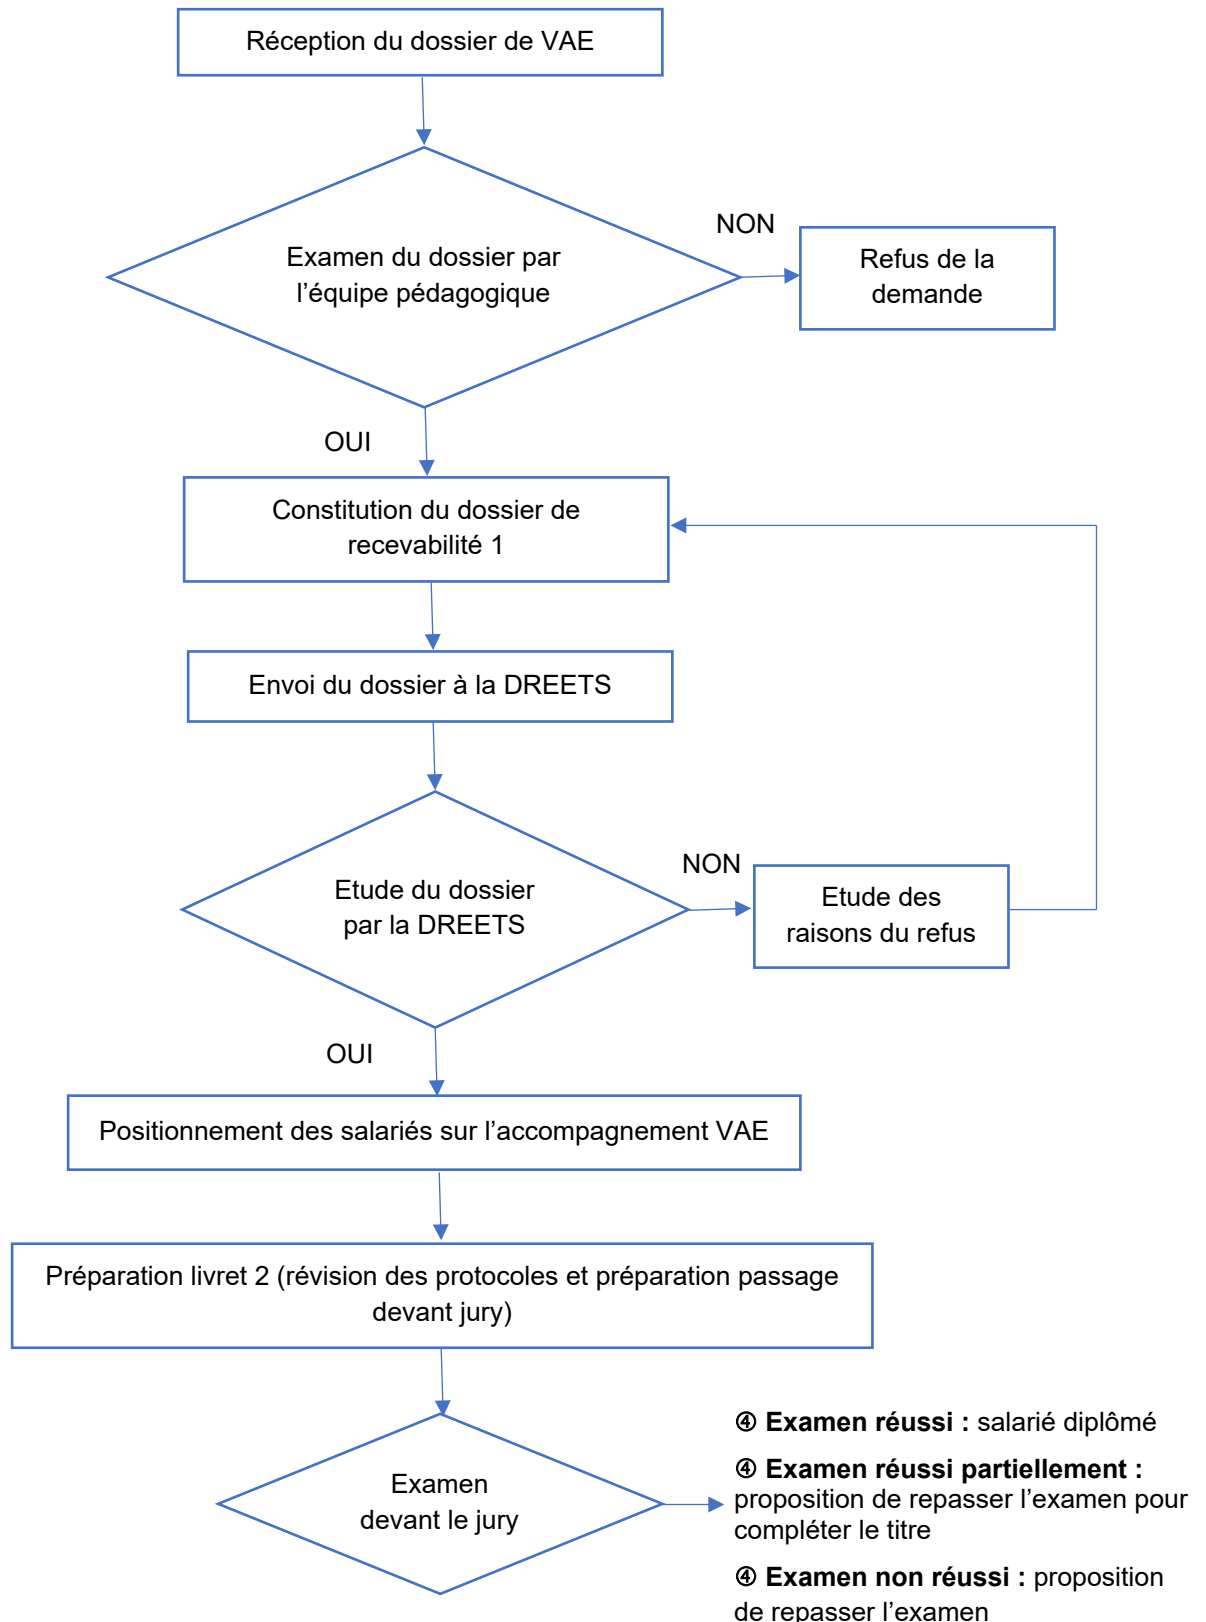 Réception du dossier de VAE
NON
Examen du dossier par
l’équipe pédagogique
Refus de la
demande
OUI
Constitution du dossier de
recevabilité 1
Envoi du dossier à la DREETS
NON
Etude du dossier
par la DREETS
Etude des
raisons du refus
OUI
Positionnement des salariés sur l’accompagnement VAE
Préparation livret 2 (révision des protocoles et préparation passage
devant jury)
Examen
devant le jury
④ Examen réussi : salarié diplômé
④ Examen réussi partiellement :
proposition de repasser l’examen pour
compléter le titre
④ Examen non réussi : proposition
de repasser l’examen